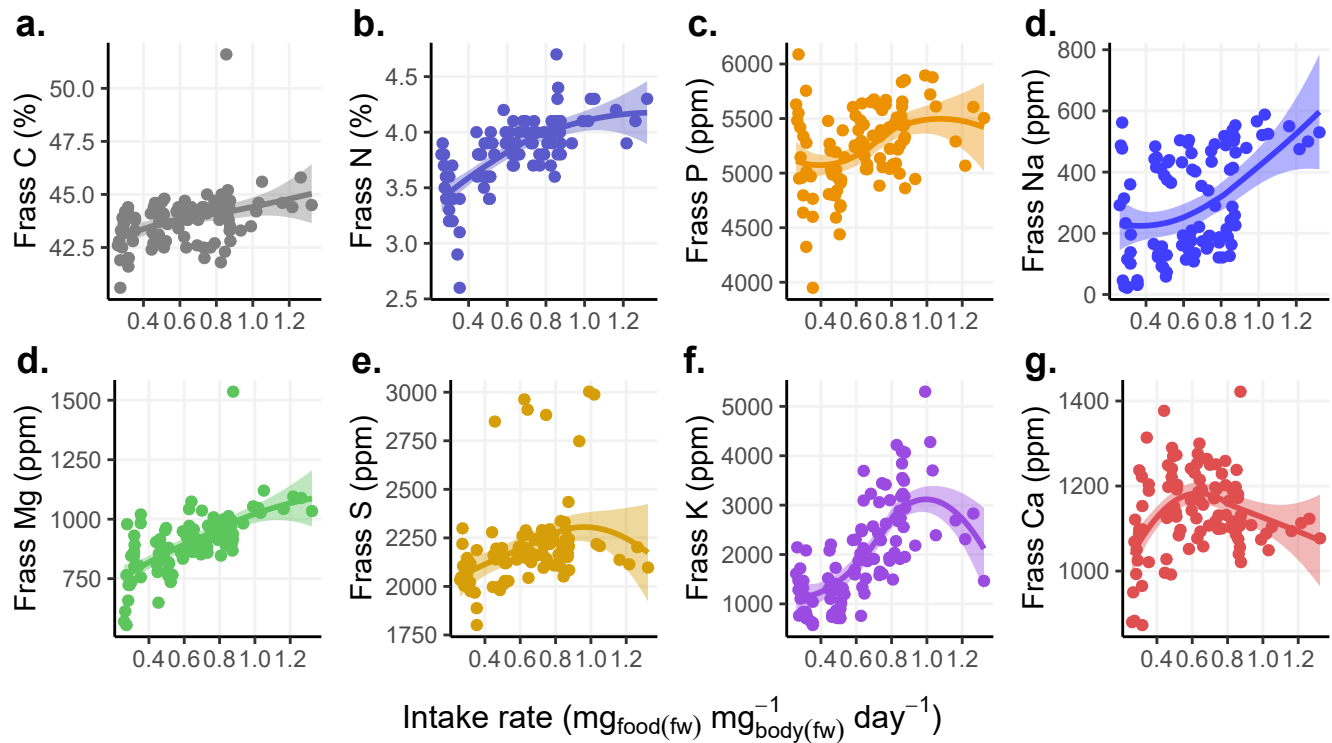 a.
Frass C (%)
50.0
47.5
45.0
42.5
0.4 0.6 0.8 1.0 1.2
b.
Frass N (%)
4.5
4.0
3.5
3.0
2.5
0.4 0.6 0.8 1.0 1.2
c.
Frass P (ppm)
6000
5500
5000
4500
4000
0.4 0.6 0.8 1.0 1.2
d.
Frass Na (ppm)
800
600
400
200
0
0.4 0.6 0.8 1.0 1.2
d.
Frass Mg (ppm)
1500
1250
1000
750
0.4 0.6 0.8 1.0 1.2
e.
Frass S (ppm)
3000
2750
2500
2250
2000
1750
0.4 0.6 0.8 1.0 1.2
f.
Frass K (ppm)
5000
4000
3000
2000
1000
0.4 0.6 0.8 1.0 1.2
g.
Frass Ca (ppm)
1400
1200
1000
0.4 0.6 0.8 1.0 1.2
Intake rate (mg food(fw) mg⁻¹ body(fw) day⁻¹)